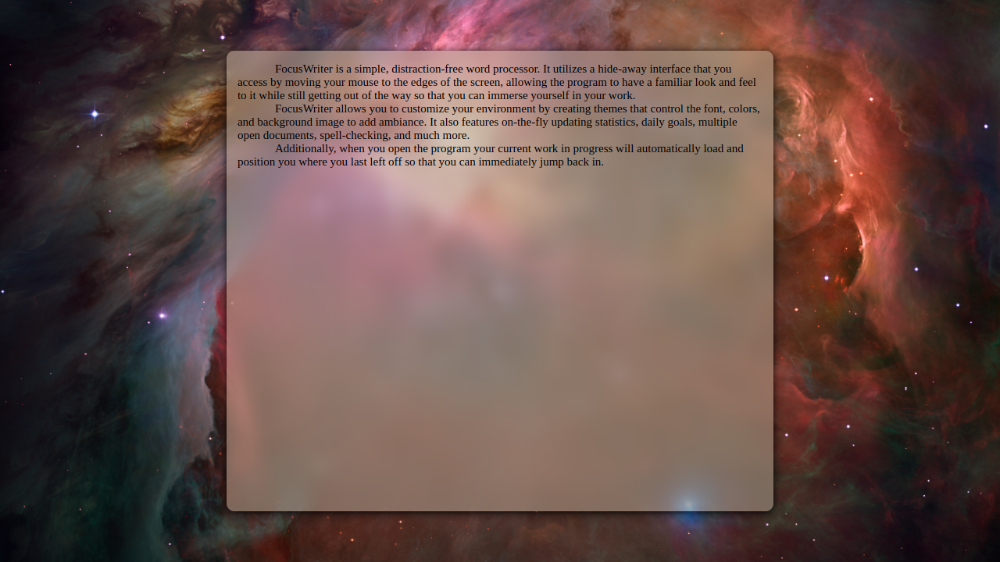 FocusWriter is a simple, distraction-free word processor. It utilizes a hide-away interface that you
access by moving your mouse to the edges of the screen, allowing the program to have a familiar look and feel
to it while still getting out of the way so that you can immerse yourself in your work.
FocusWriter allows you to customize your environment by creating themes that control the font, colors,
and background image to add ambiance. It also features on-the-fly updating statistics, daily goals, multiple
open documents, spell-checking, and much more.
Additionally, when you open the program your current work in progress will automatically load and
position you where you last left off so that you can immediately jump back in.